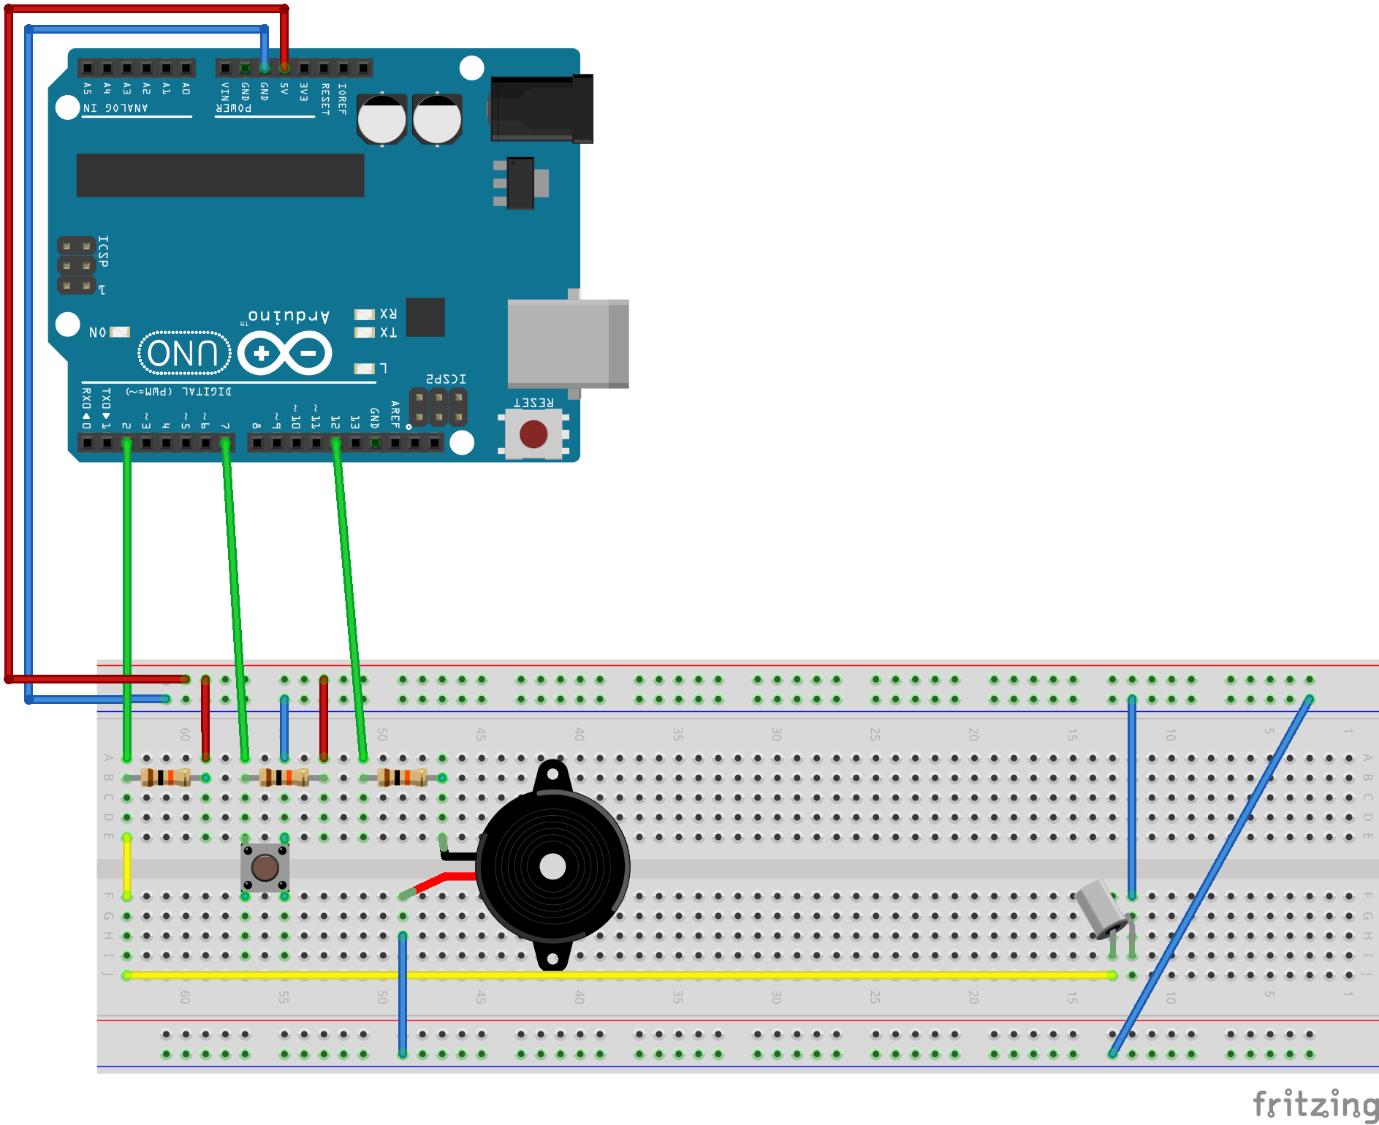 A5 A4 A3 A2 A1 A0 VIN GND GND 5V 3V3 RESET IOREF
ANALOG IN POWER
ICSP
1
ON
Arduino
TM
UNO
RX
TX
L
ICSP2
RESET
DIGITAL (PWM=~)
RX0◀0 TX0▶1 2 ~3 4 ~5 ~6 7 8 ~9 ~10 ~11 12 13 GND AREF
60 55 50 45 40 35 30 25 20 15 10 5 1
A A
B B
C C
D D
E E
F F
G G
H H
I I
J J
60 55 50 45 40 35 30 25 20 15 10 5 1
fritzing